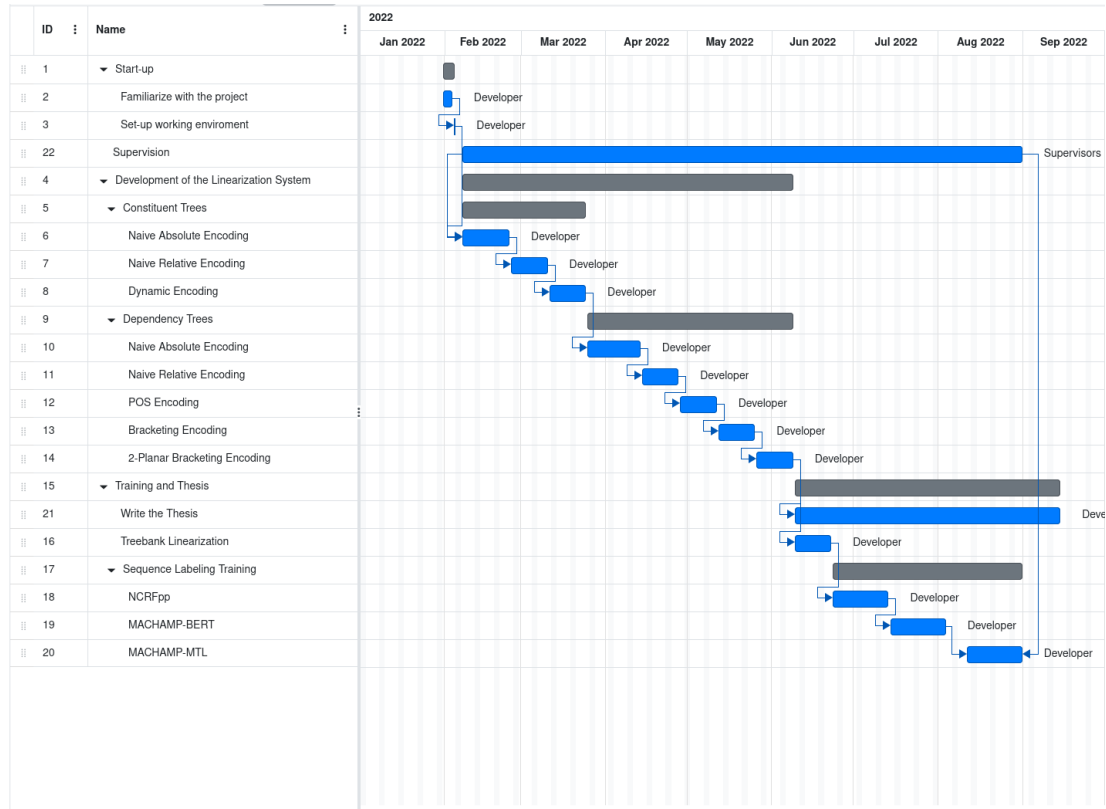 2022
ID Name
Jan 2022 Feb 2022 Mar 2022 Apr 2022 May 2022 Jun 2022 Jul 2022 Aug 2022 Sep 2022
1 Start-up
2 Familiarize with the project Developer
3 Set-up working enviroment Developer
22 Supervision Supervisors
4 Development of the Linearization System
5 Constituent Trees
6 Naive Absolute Encoding Developer
7 Naive Relative Encoding Developer
8 Dynamic Encoding Developer
9 Dependency Trees
10 Naive Absolute Encoding Developer
11 Naive Relative Encoding Developer
12 POS Encoding Developer
13 Bracketing Encoding Developer
14 2-Planar Bracketing Encoding Developer
15 Training and Thesis
21 Write the Thesis Deve
16 Treebank Linearization Developer
17 Sequence Labeling Training
18 NCRFpp Developer
19 MACHAMP-BERT Developer
20 MACHAMP-MTL Developer